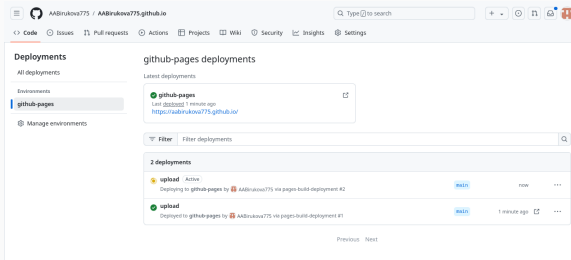 AABirukova775 / AABirukova775.github.io
Type / to search
Code
Issues
Pull requests
Actions
Projects
Wiki
Security
Insights
Settings
Deployments
All deployments
Environments
github-pages
Manage environments
github-pages deployments
Latest deployments
github-pages
Last deployed 1 minute ago
https://aabirukova775.github.io/
Filter
Filter deployments
2 deployments
upload Active
Deploying to github-pages by AABirukova775 via pages-build-deployment #2
main
now
upload
Deployed to github-pages by AABirukova775 via pages-build-deployment #1
main
1 minute ago
Previous Next